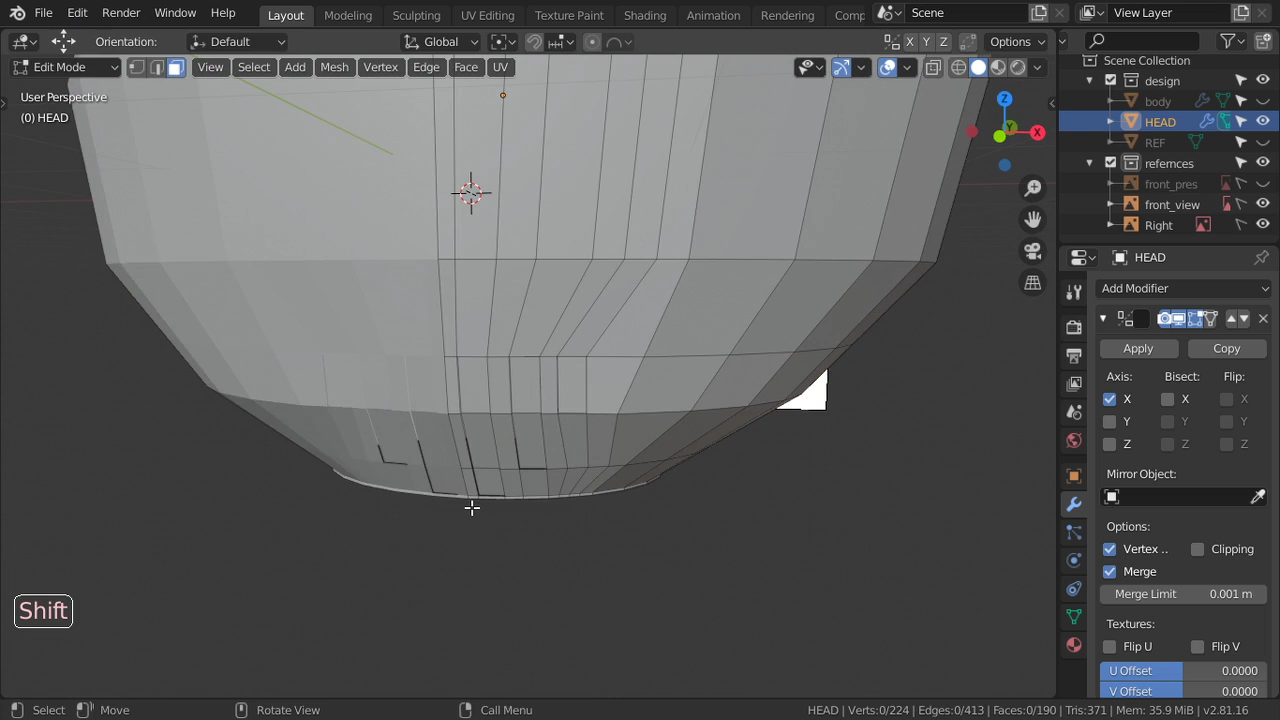 File Edit Render Window Help Layout Modeling Sculpting UV Editing Texture Paint Shading Animation Rendering Comp Scene View Layer
Orientation: Default Global X Y Z Options
Edit Mode View Select Add Mesh Vertex Edge Face UV
User Perspective
(0) HEAD
Z
Y
X
Scene Collection
design
body
HEAD
REF
refernces
front_pres
front_view
Right
HEAD
Add Modifier
Apply Copy
Axis: Bisect: Flip:
X X X
Y Y Y
Z Z Z
Mirror Object:
Options:
Vertex .. Clipping
Merge
Merge Limit 0.001 m
Textures:
Flip U Flip V
U Offset 0.0000
V Offset 0.0000
Shift
Select Move Rotate View Call Menu HEAD | Verts:0/224 | Edges:0/413 | Faces:0/190 | Tris:371 | Mem: 35.9 MiB | v2.81.16